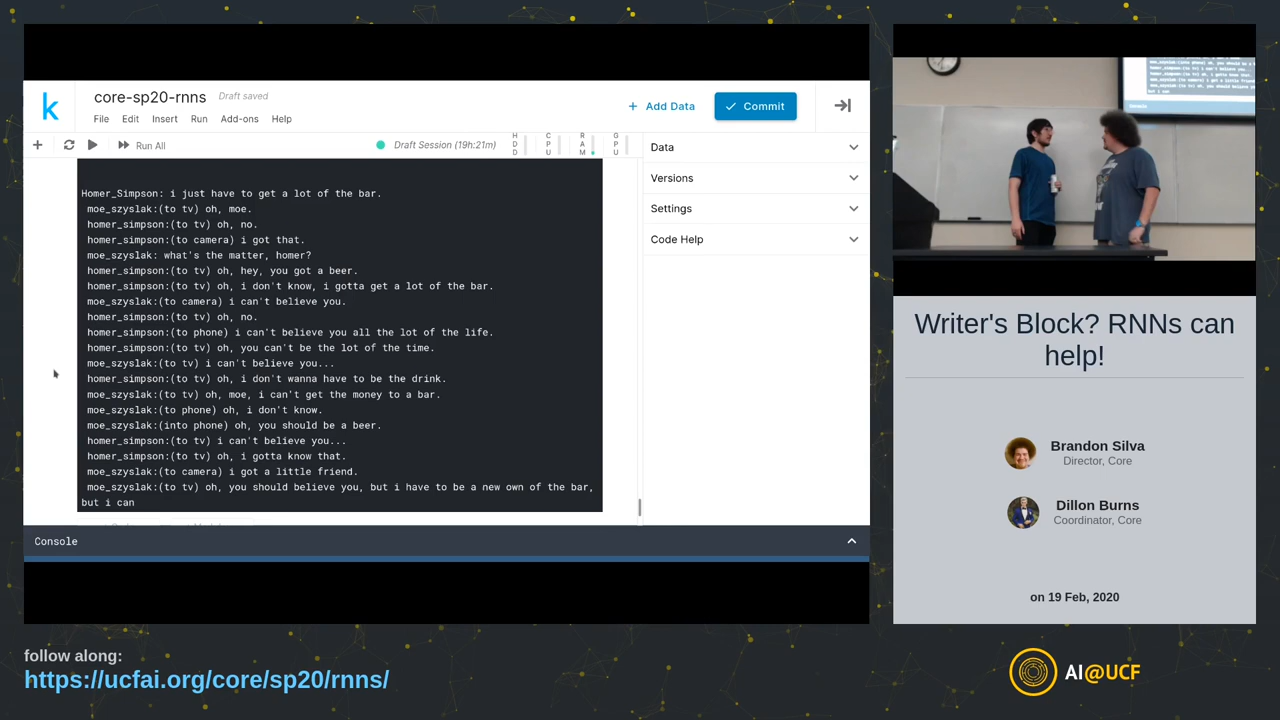 core-sp20-rnns
Draft saved
File Edit Insert Run Add-ons Help
+ Add Data
Commit
Run All
Draft Session (19h:21m)
HDD
CPU
RAM
GPU
Data
Versions
Settings
Code Help
Homer_Simpson: i just have to get a lot of the bar.
moe_szyslak:(to tv) oh, moe.
homer_simpson:(to tv) oh, no.
homer_simpson:(to camera) i got that.
moe_szyslak: what's the matter, homer?
homer_simpson:(to tv) oh, hey, you got a beer.
homer_simpson:(to tv) oh, i don't know, i gotta get a lot of the bar.
moe_szyslak:(to camera) i can't believe you.
homer_simpson:(to tv) oh, no.
homer_simpson:(to phone) i can't believe you all the lot of the life.
homer_simpson:(to tv) oh, you can't be the lot of the time.
moe_szyslak:(to tv) i can't believe you...
homer_simpson:(to tv) oh, i don't wanna have to be the drink.
moe_szyslak:(to tv) oh, moe, i can't get the money to a bar.
moe_szyslak:(to phone) oh, i don't know.
moe_szyslak:(into phone) oh, you should be a beer.
homer_simpson:(to tv) i can't believe you...
homer_simpson:(to tv) oh, i gotta know that.
moe_szyslak:(to camera) i got a little friend.
moe_szyslak:(to tv) oh, you should believe you, but i have to be a new own of the bar,
but i can
Console
Writer's Block? RNNs can
help!
Brandon Silva
Director, Core
Dillon Burns
Coordinator, Core
on 19 Feb, 2020
follow along:
https://ucfai.org/core/sp20/rnns/
AI@UCF